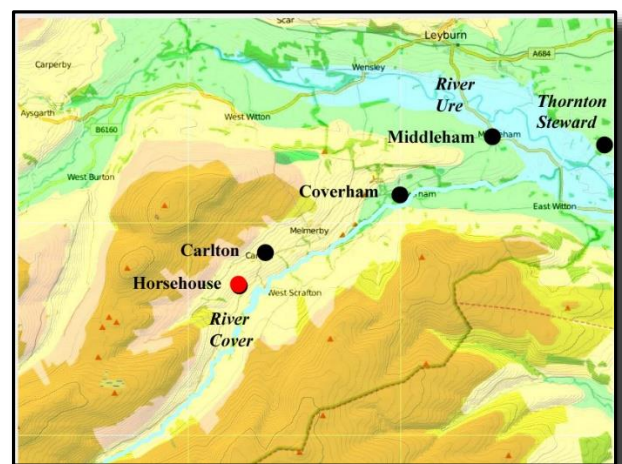 Scar
Leyburn
Carperby
A684
Wensley
River
Ure
Thornton
Steward
Aysgarth
B6160
West Witton
Middleham
West Burton
Coverham
East Witton
Melmerby
Carlton
Horsehouse
West Scrafton
River
Cover